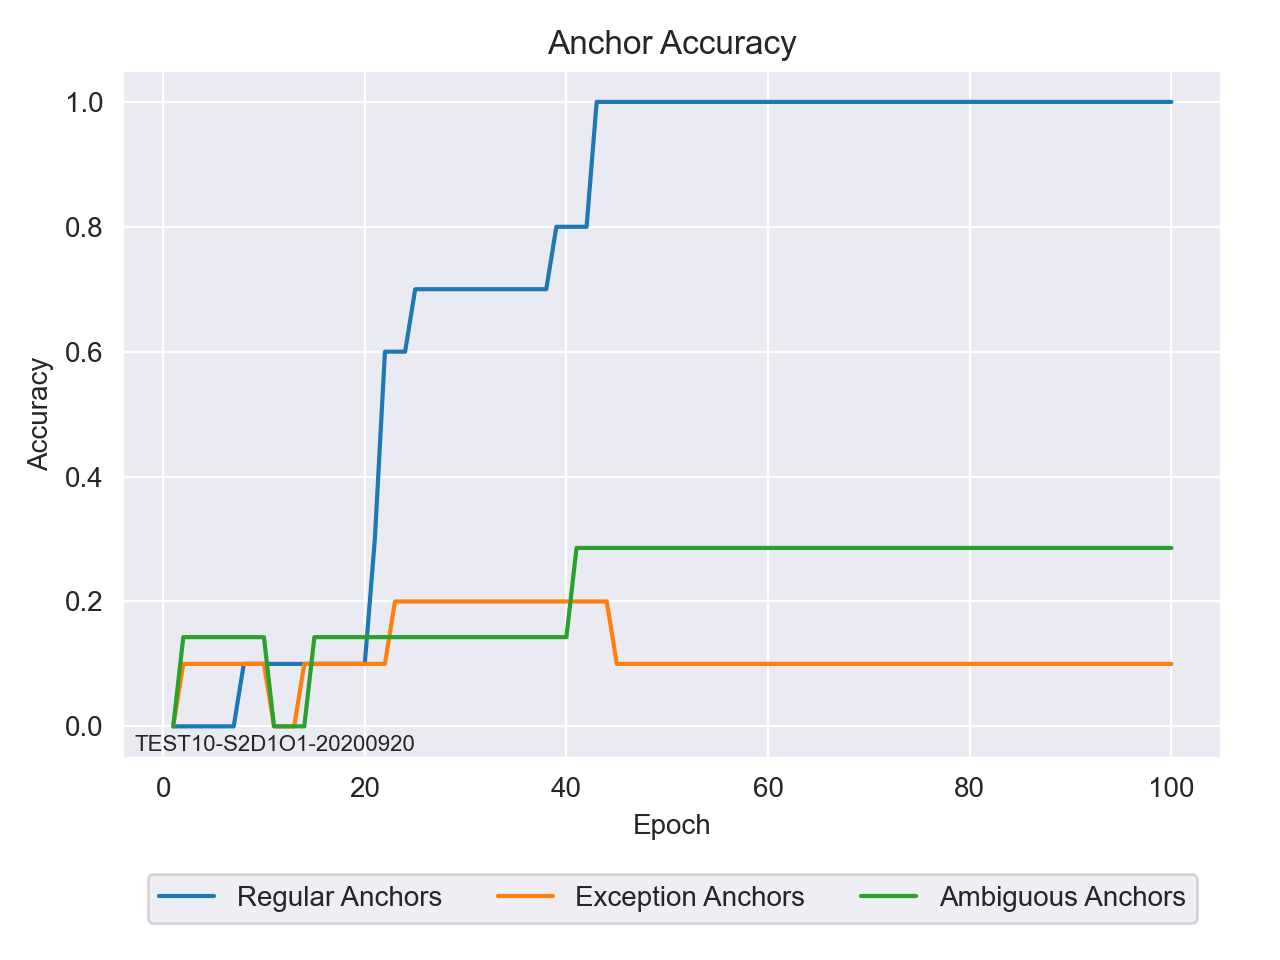 Anchor Accuracy
1.0
0.8
0.6
0.4
0.2
0.0
Accuracy
TEST10-S2D1O1-20200920
0 20 40 60 80 100
Epoch
Regular Anchors Exception Anchors Ambiguous Anchors